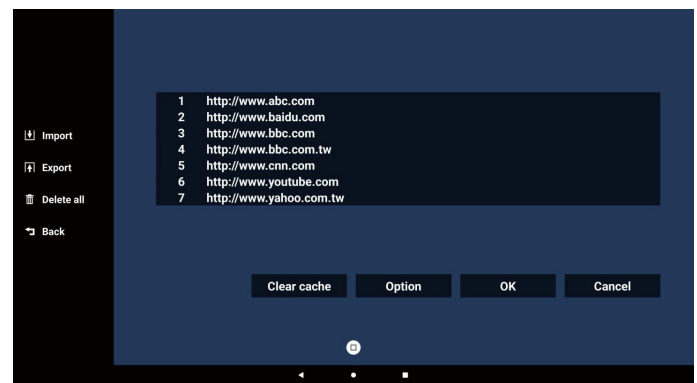 Import
Export
Delete all
Back
1 http://www.abc.com
2 http://www.baidu.com
3 http://www.bbc.com
4 http://www.bbc.com.tw
5 http://www.cnn.com
6 http://www.youtube.com
7 http://www.yahoo.com.tw
Clear cache Option OK Cancel